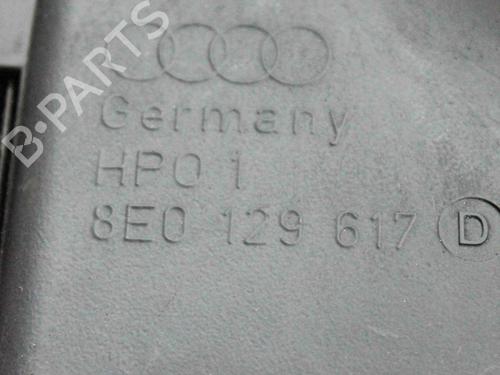 B-PARTS
Germany
HPO 1
8E0 129 617 D